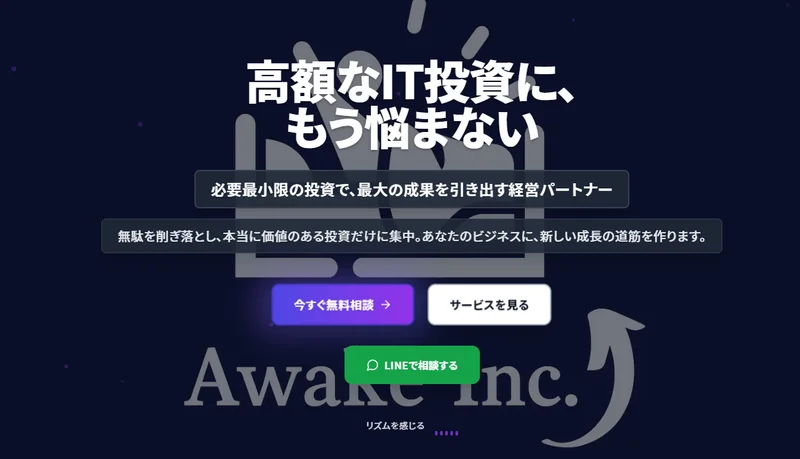 高額なIT投資に、
もう悩まない
必要最小限の投資で、最大の成果を引き出す経営パートナー
無駄を削ぎ落とし、本当に価値のある投資だけに集中。あなたのビジネスに、新しい成長の道筋を作ります。
今すぐ無料相談 →
サービスを見る
LINEで相談する
Awake Inc.
リズムを感じる